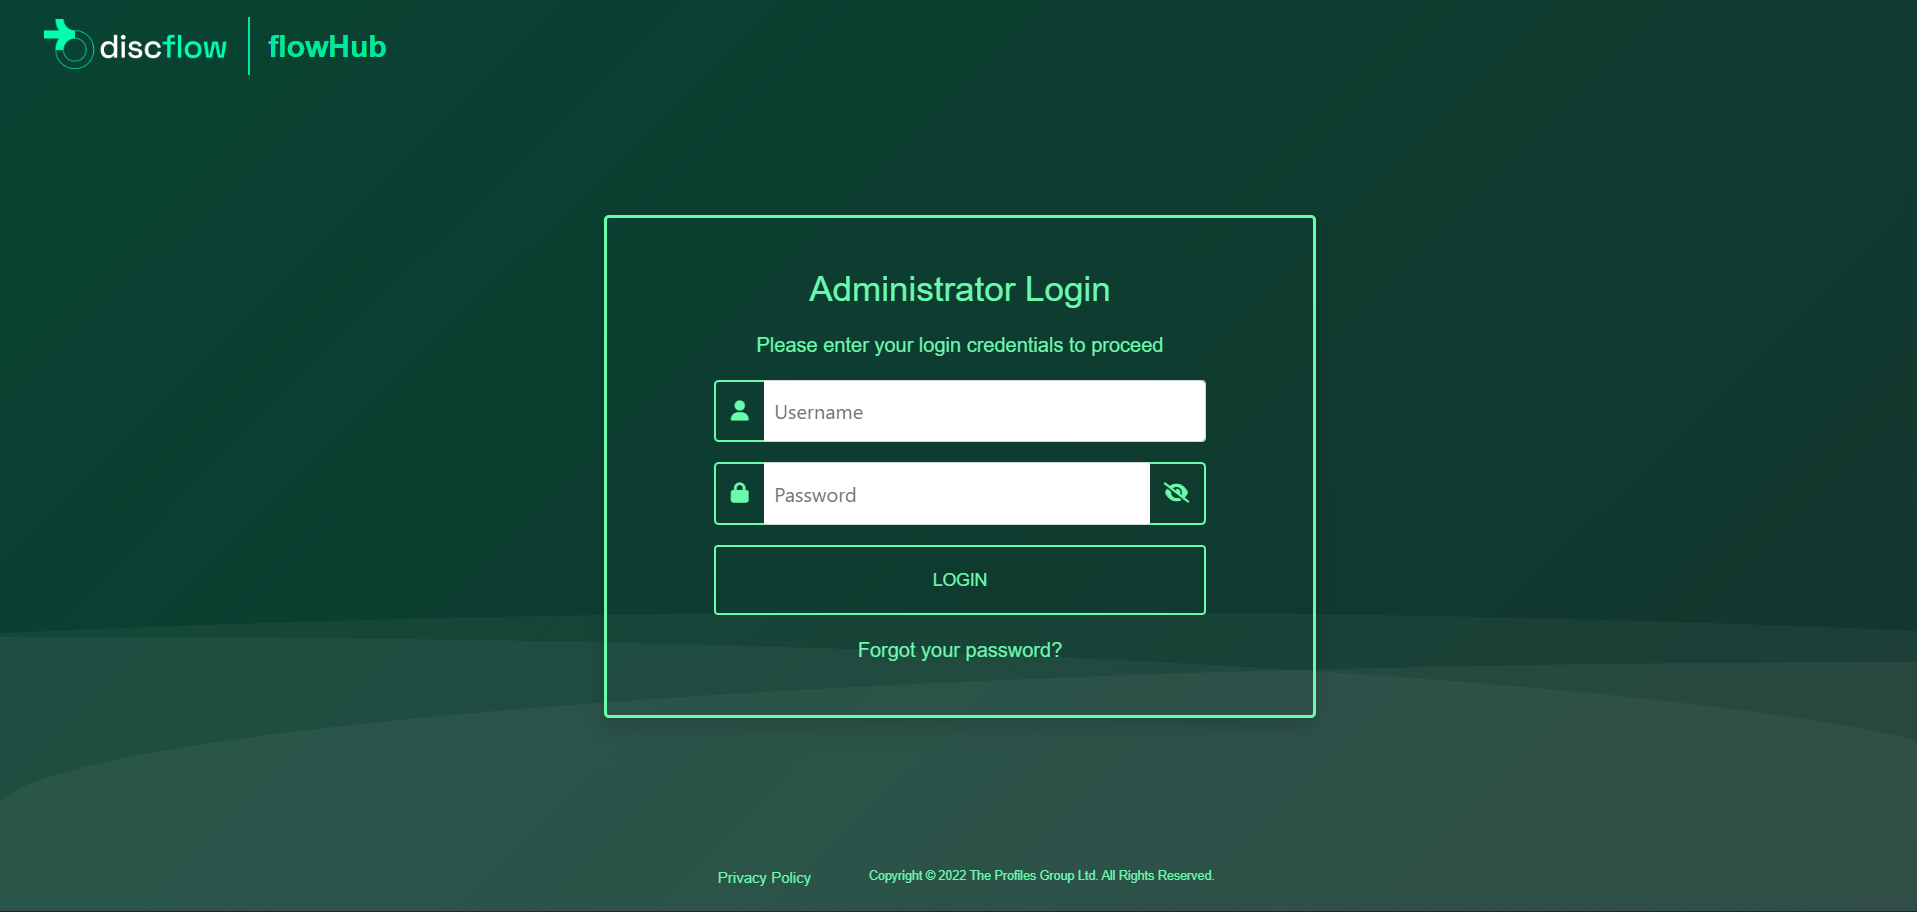 discflow
flowHub
Administrator Login
Please enter your login credentials to proceed
Username
Password
LOGIN
Forgot your password?
Privacy Policy
Copyright © 2022 The Profiles Group Ltd. All Rights Reserved.